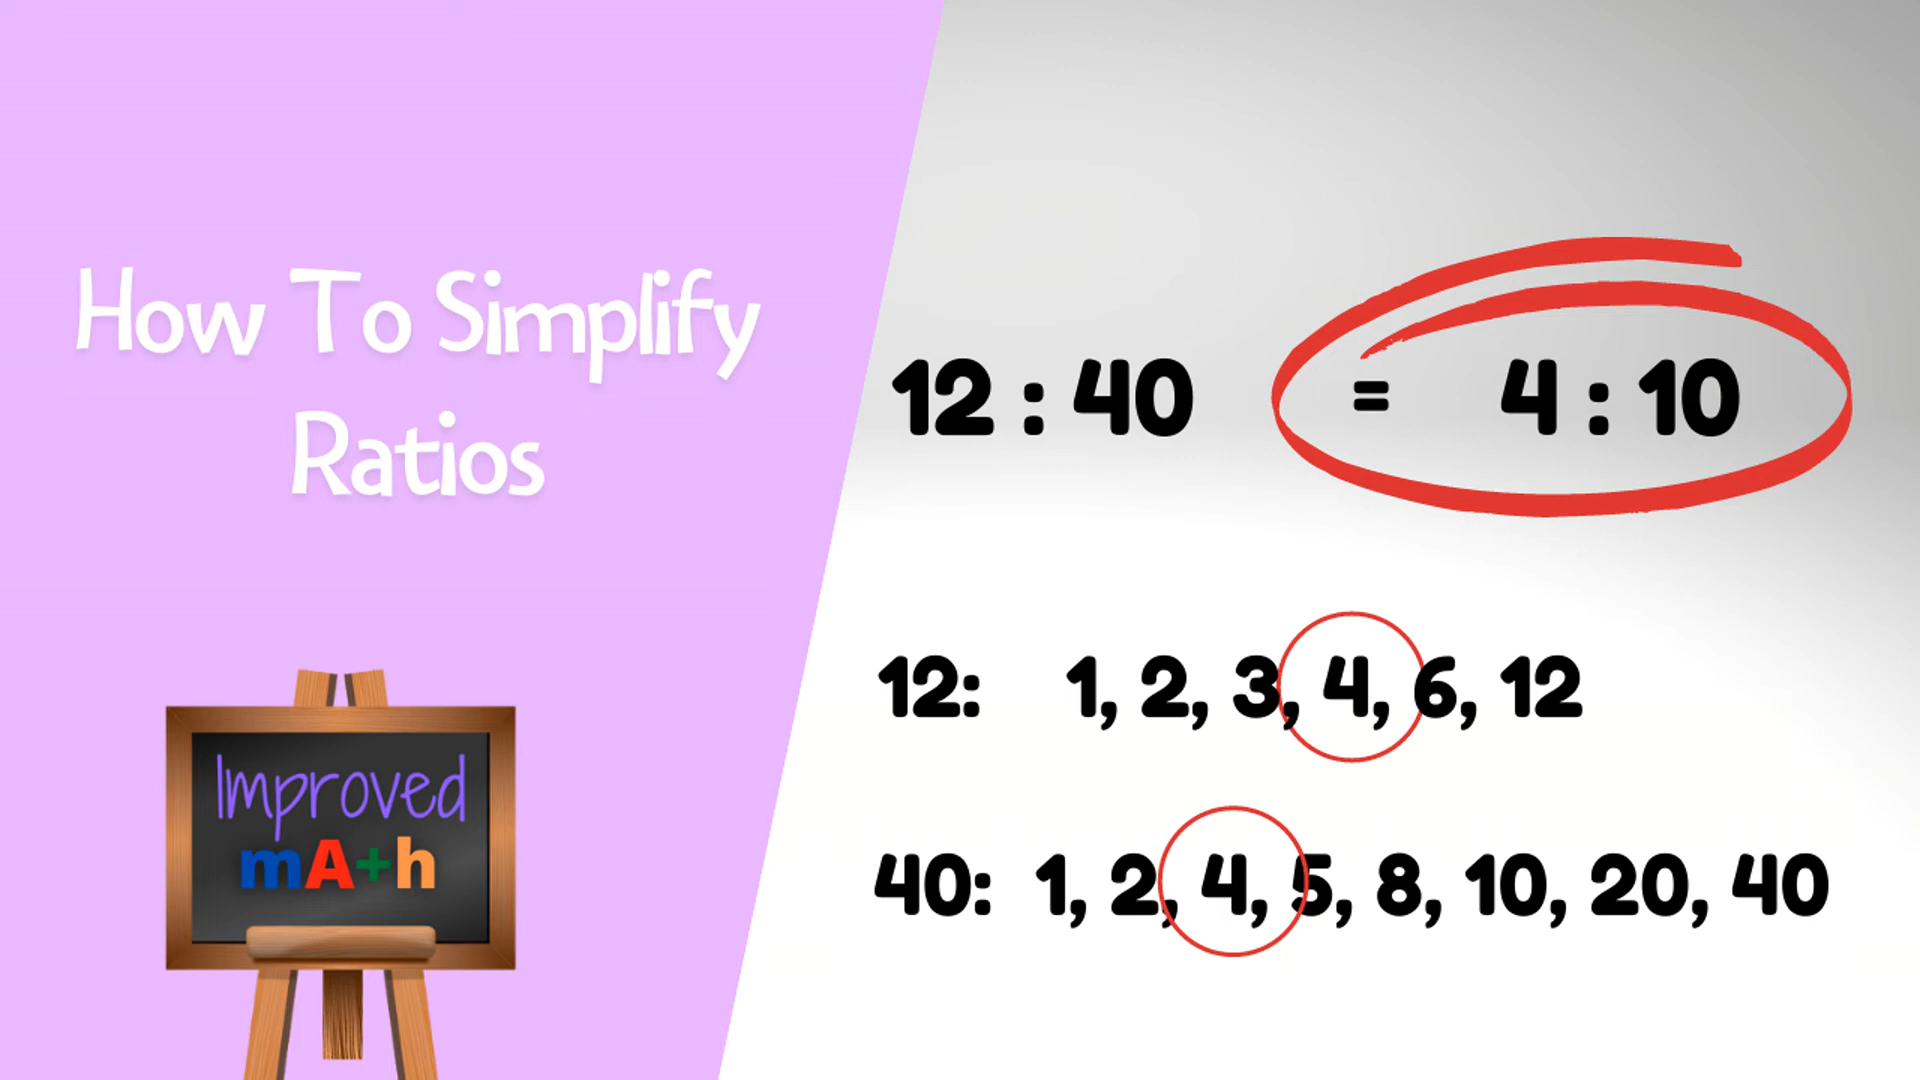 How To Simplify
Ratios
12 : 40 = 4 : 10
12: 1, 2, 3, 4, 6, 12
40: 1, 2, 4, 5, 8, 10, 20, 40
Improved
mA+h